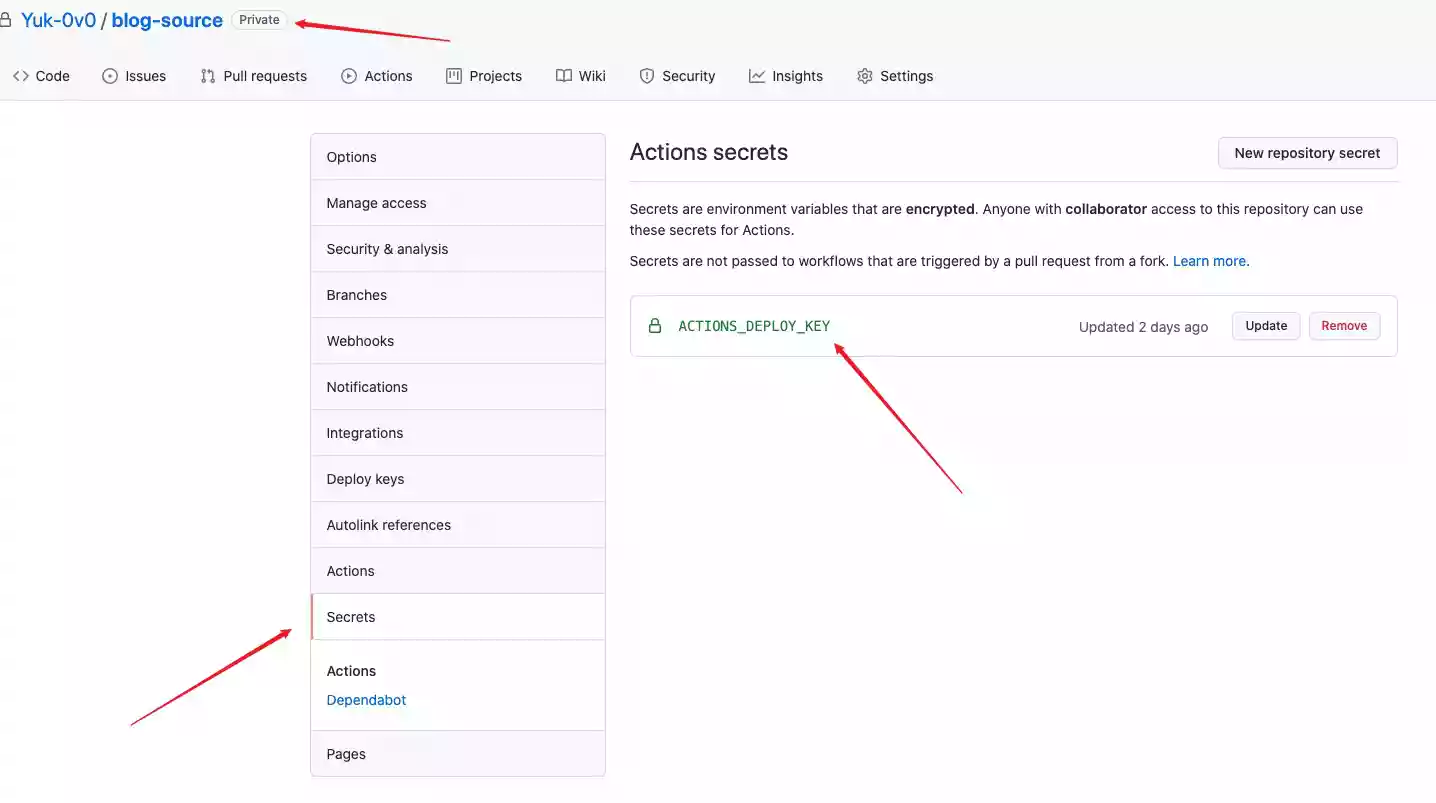 Yuk-0v0 / blog-source Private
Code Issues Pull requests Actions Projects Wiki Security Insights Settings
Options
Manage access
Security & analysis
Branches
Webhooks
Notifications
Integrations
Deploy keys
Autolink references
Actions
Secrets
Actions
Dependabot
Pages
Actions secrets
New repository secret
Secrets are environment variables that are encrypted. Anyone with collaborator access to this repository can use
these secrets for Actions.
Secrets are not passed to workflows that are triggered by a pull request from a fork. Learn more.
ACTIONS_DEPLOY_KEY Updated 2 days ago Update Remove